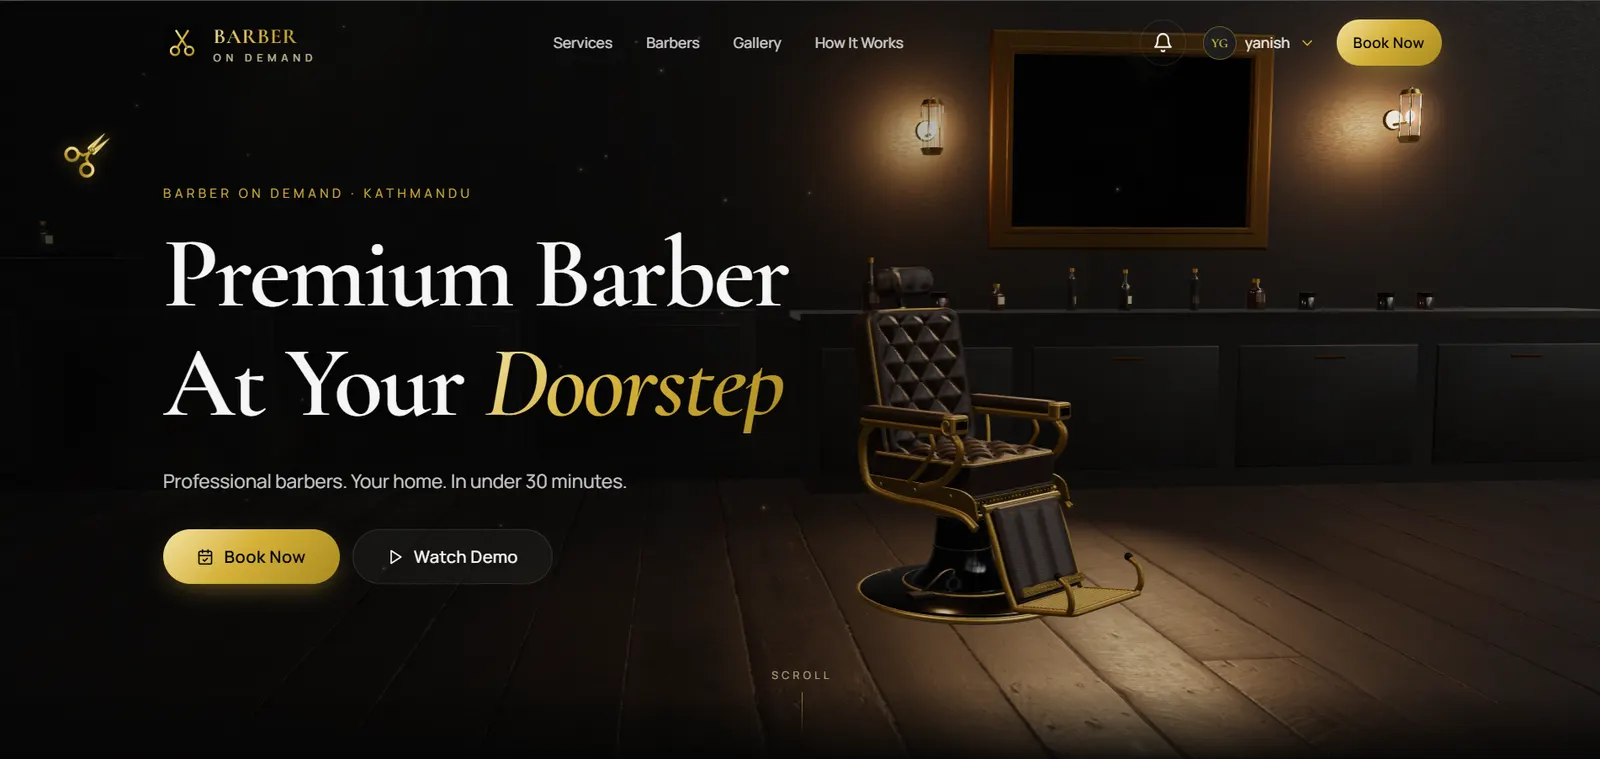 BARBER
ON DEMAND
Services
Barbers
Gallery
How It Works
YG
yanish
Book Now
BARBER ON DEMAND · KATHMANDU
Premium Barber
At Your Doorstep
Professional barbers. Your home. In under 30 minutes.
Book Now
Watch Demo
SCROLL